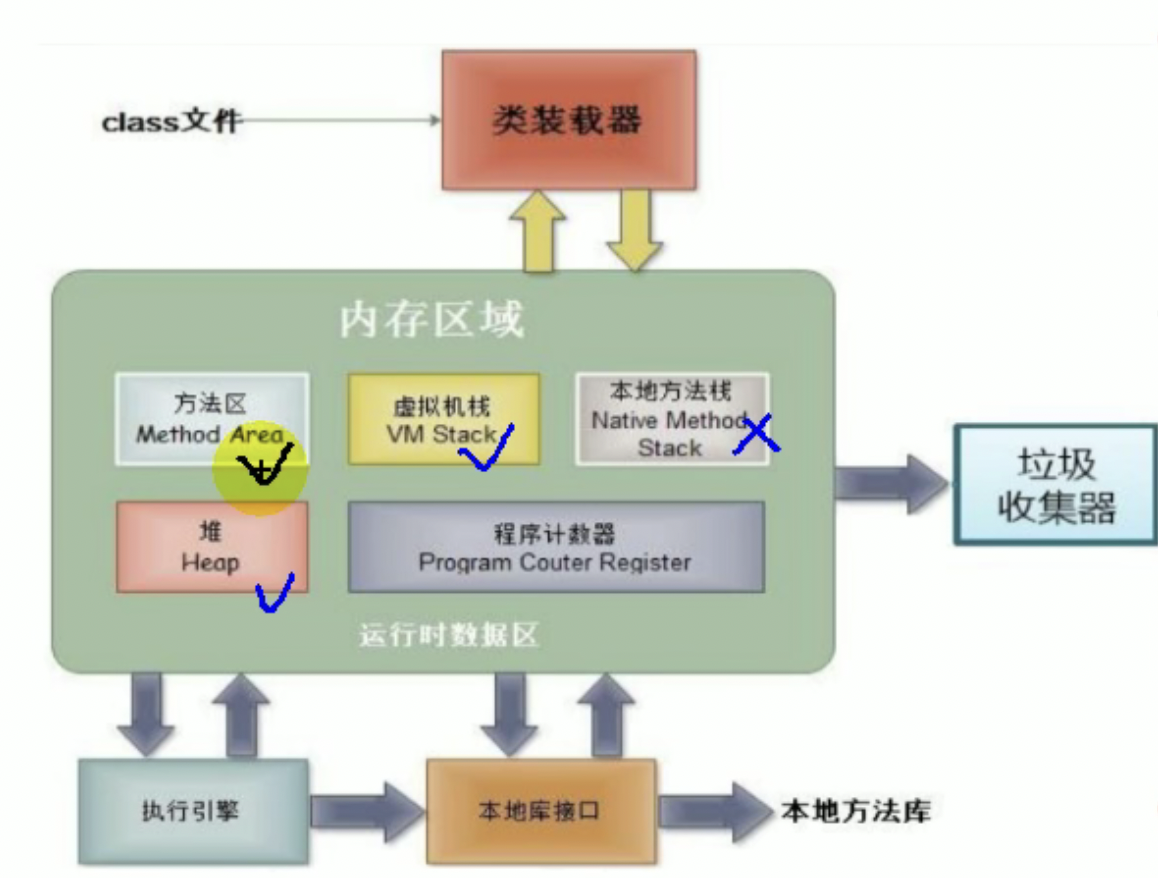 class文件
类装载器
内存区域
方法区
Method Area
虚拟机栈
VM Stack
本地方法栈
Native Method
Stack
堆
Heap
程序计数器
Program Couter Register
运行时数据区
垃圾
收集器
执行引擎
本地库接口
本地方法库